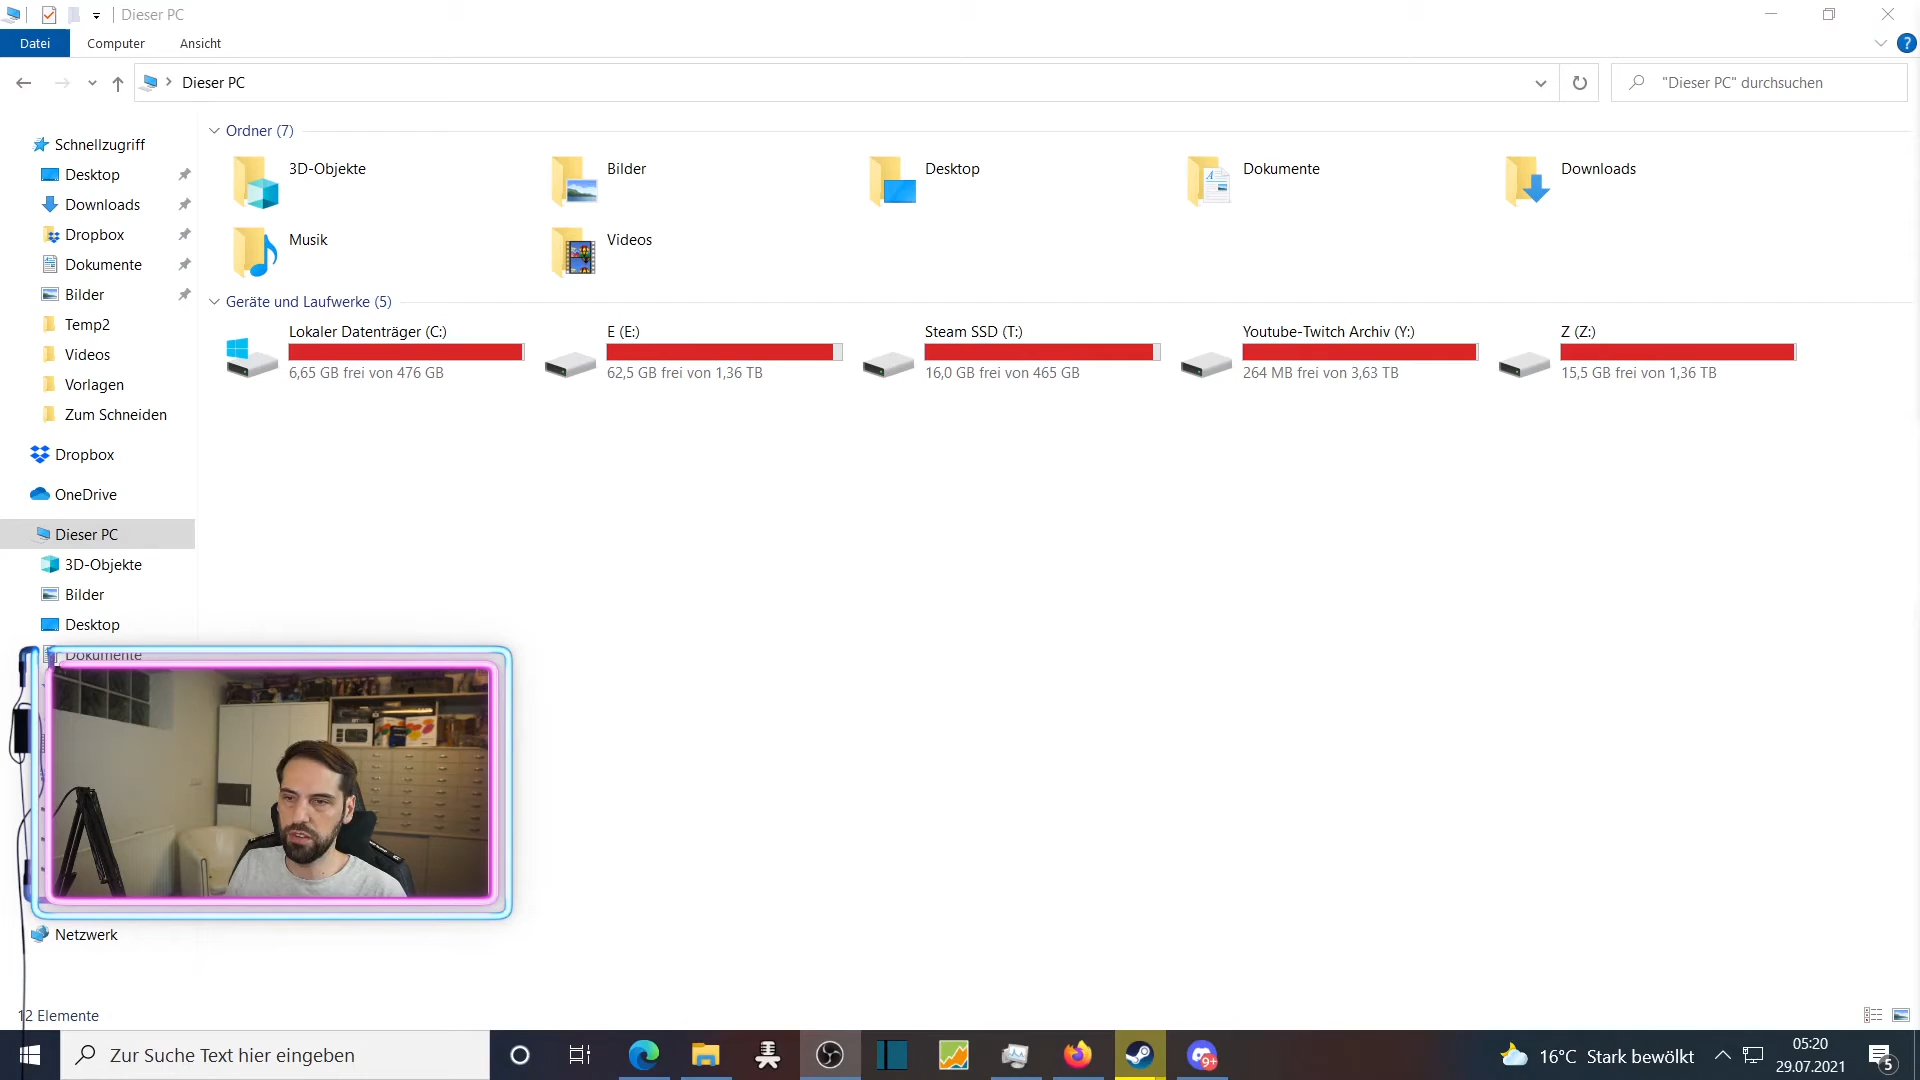 Dieser PC
Datei Computer Ansicht
Dieser PC
"Dieser PC" durchsuchen
Schnellzugriff
Desktop
Downloads
Dropbox
Dokumente
Bilder
Temp2
Videos
Vorlagen
Zum Schneiden
Dropbox
OneDrive
Dieser PC
3D-Objekte
Bilder
Desktop
Dokumente
Netzwerk
Ordner (7)
3D-Objekte
Bilder
Desktop
Dokumente
Downloads
Musik
Videos
Geräte und Laufwerke (5)
Lokaler Datenträger (C:)
6,65 GB frei von 476 GB
E (E:)
62,5 GB frei von 1,36 TB
Steam SSD (T:)
16,0 GB frei von 465 GB
Youtube-Twitch Archiv (Y:)
264 MB frei von 3,63 TB
Z (Z:)
15,5 GB frei von 1,36 TB
12 Elemente
Zur Suche Text hier eingeben
9+
16°C Stark bewölkt
05:20
29.07.2021
5